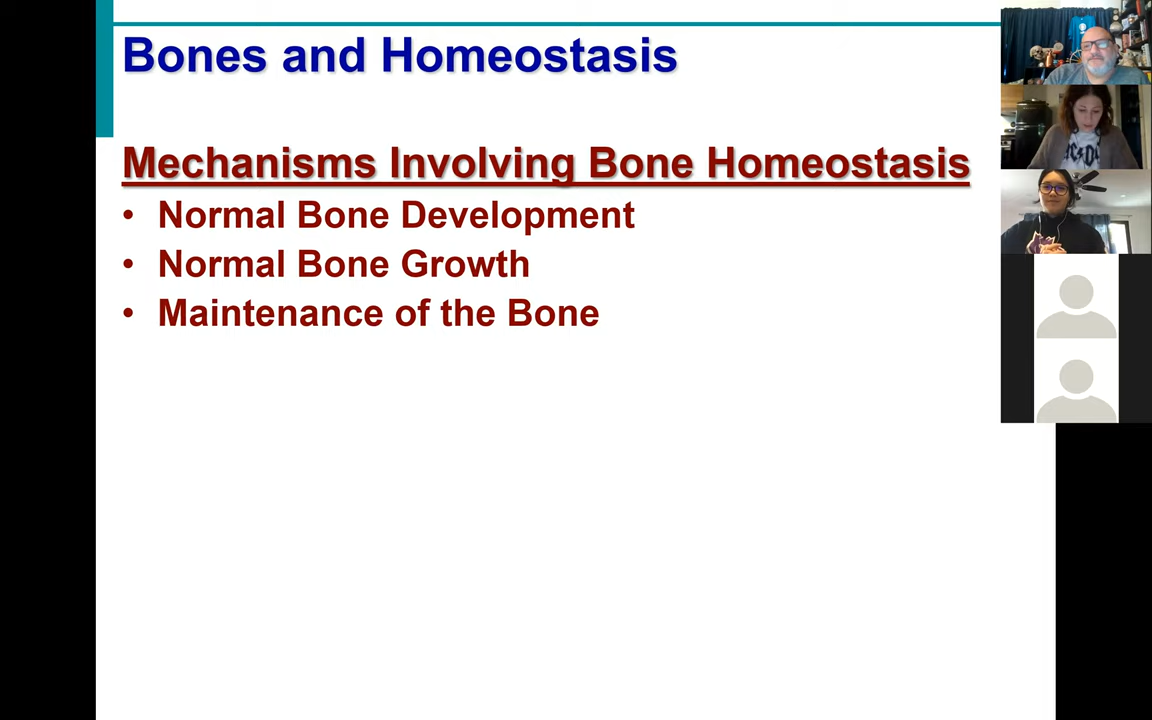 Bones and Homeostasis
Mechanisms Involving Bone Homeostasis
• Normal Bone Development
• Normal Bone Growth
• Maintenance of the Bone